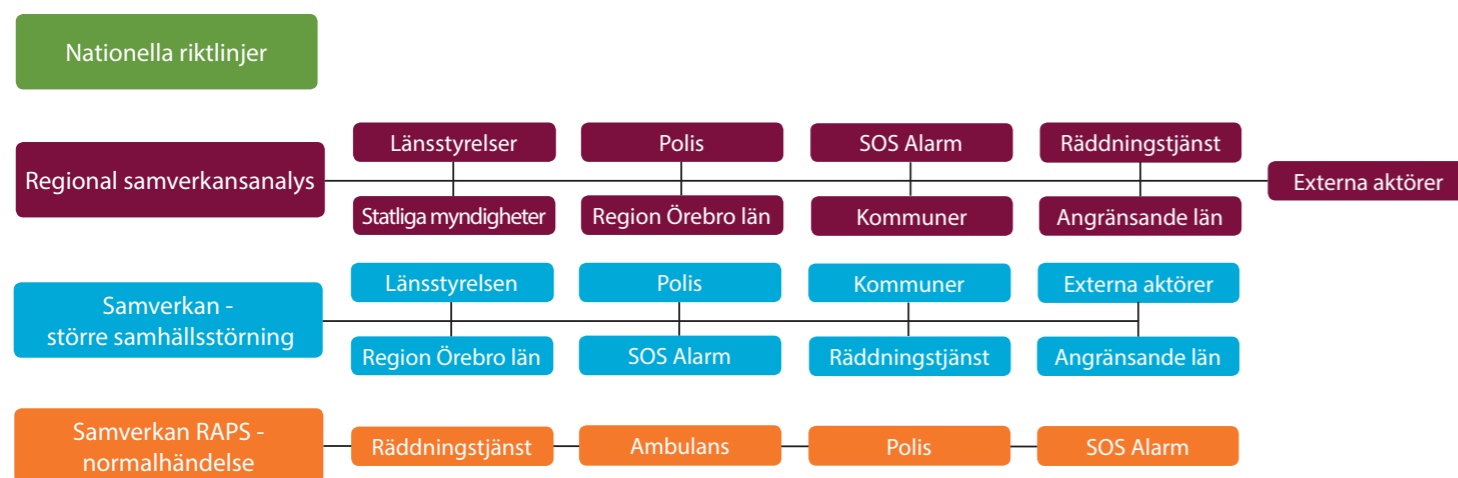 Nationella riktlinjer
Länsstyrelser
Polis
SOS Alarm
Räddningstjänst
Regional samverkansanalys
Externa aktörer
Statliga myndigheter
Region Örebro län
Kommuner
Angränsande län
Länsstyrelsen
Polis
Kommuner
Externa aktörer
Samverkan -
större samhällsstörning
Region Örebro län
SOS Alarm
Räddningstjänst
Angränsande län
Samverkan RAPS -
normalhändelse
Räddningstjänst
Ambulans
Polis
SOS Alarm